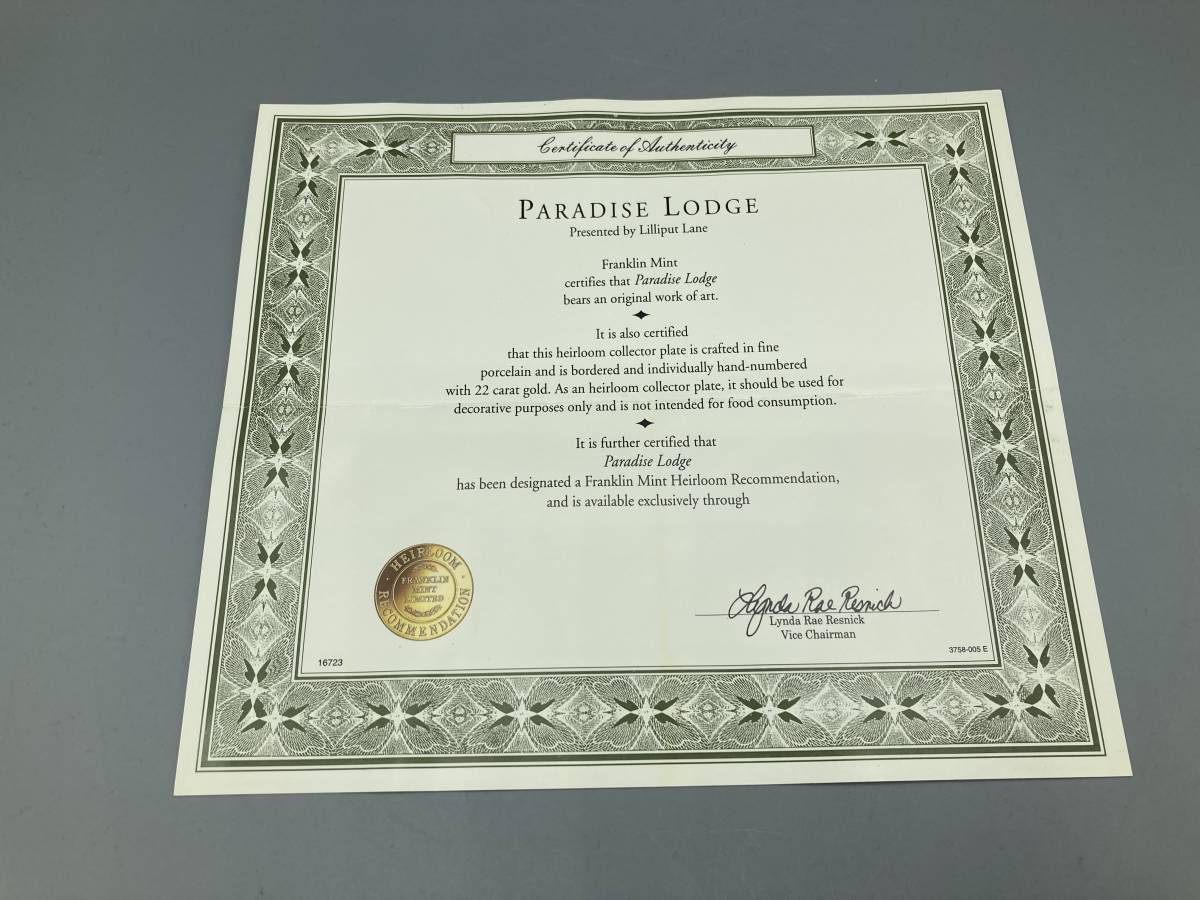 Certificate of Authenticity
PARADISE LODGE
Presented by Lilliput Lane
Franklin Mint
certifies that Paradise Lodge
bears an original work of art.
It is also certified
that this heirloom collector plate is crafted in fine
porcelain and is bordered and individually hand-numbered
with 22 carat gold. As an heirloom collector plate, it should be used for
decorative purposes only and is not intended for food consumption.
It is further certified that
Paradise Lodge
has been designated a Franklin Mint Heirloom Recommendation,
and is available exclusively through
HEIRLOOM
FRANKLIN
MINT
LIMITED
RECOMMENDATION
Lynda Rae Resnick
Lynda Rae Resnick
Vice Chairman
16723
3758-005 E